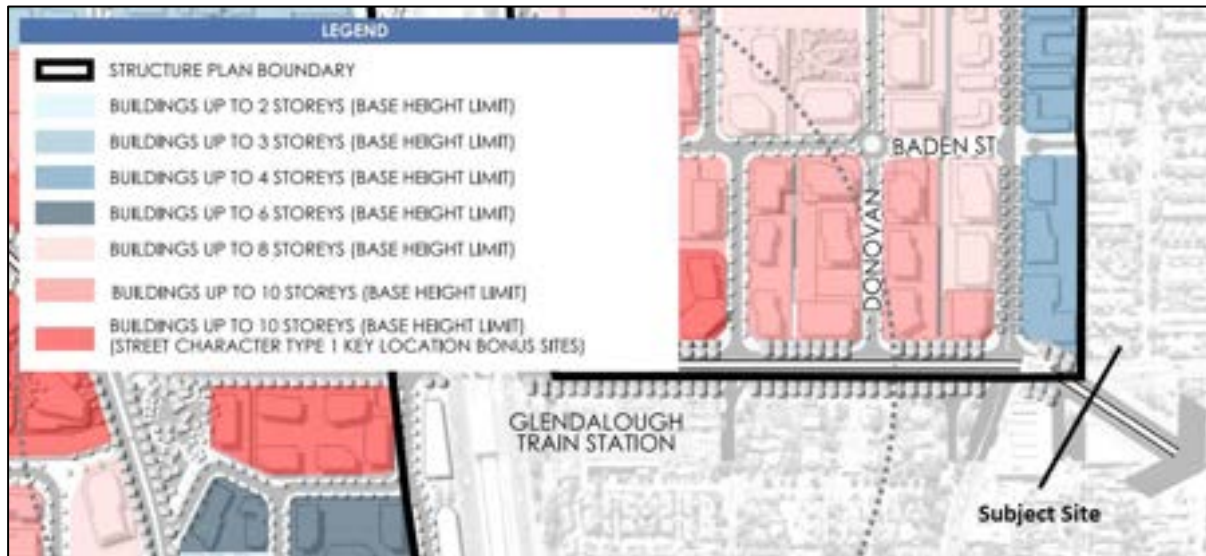 LEGEND
STRUCTURE PLAN BOUNDARY
BUILDINGS UP TO 2 STOREYS (BASE HEIGHT LIMIT)
BUILDINGS UP TO 3 STOREYS (BASE HEIGHT LIMIT)
BUILDINGS UP TO 4 STOREYS (BASE HEIGHT LIMIT)
BUILDINGS UP TO 6 STOREYS (BASE HEIGHT LIMIT)
BUILDINGS UP TO 8 STOREYS (BASE HEIGHT LIMIT)
BUILDINGS UP TO 10 STOREYS (BASE HEIGHT LIMIT)
BUILDINGS UP TO 10 STOREYS (BASE HEIGHT LIMIT)
(STREET CHARACTER TYPE 1 KEY LOCATION BONUS SITES)
BADEN ST
DONOVAN
GLENDALOUGH
TRAIN STATION
Subject Site